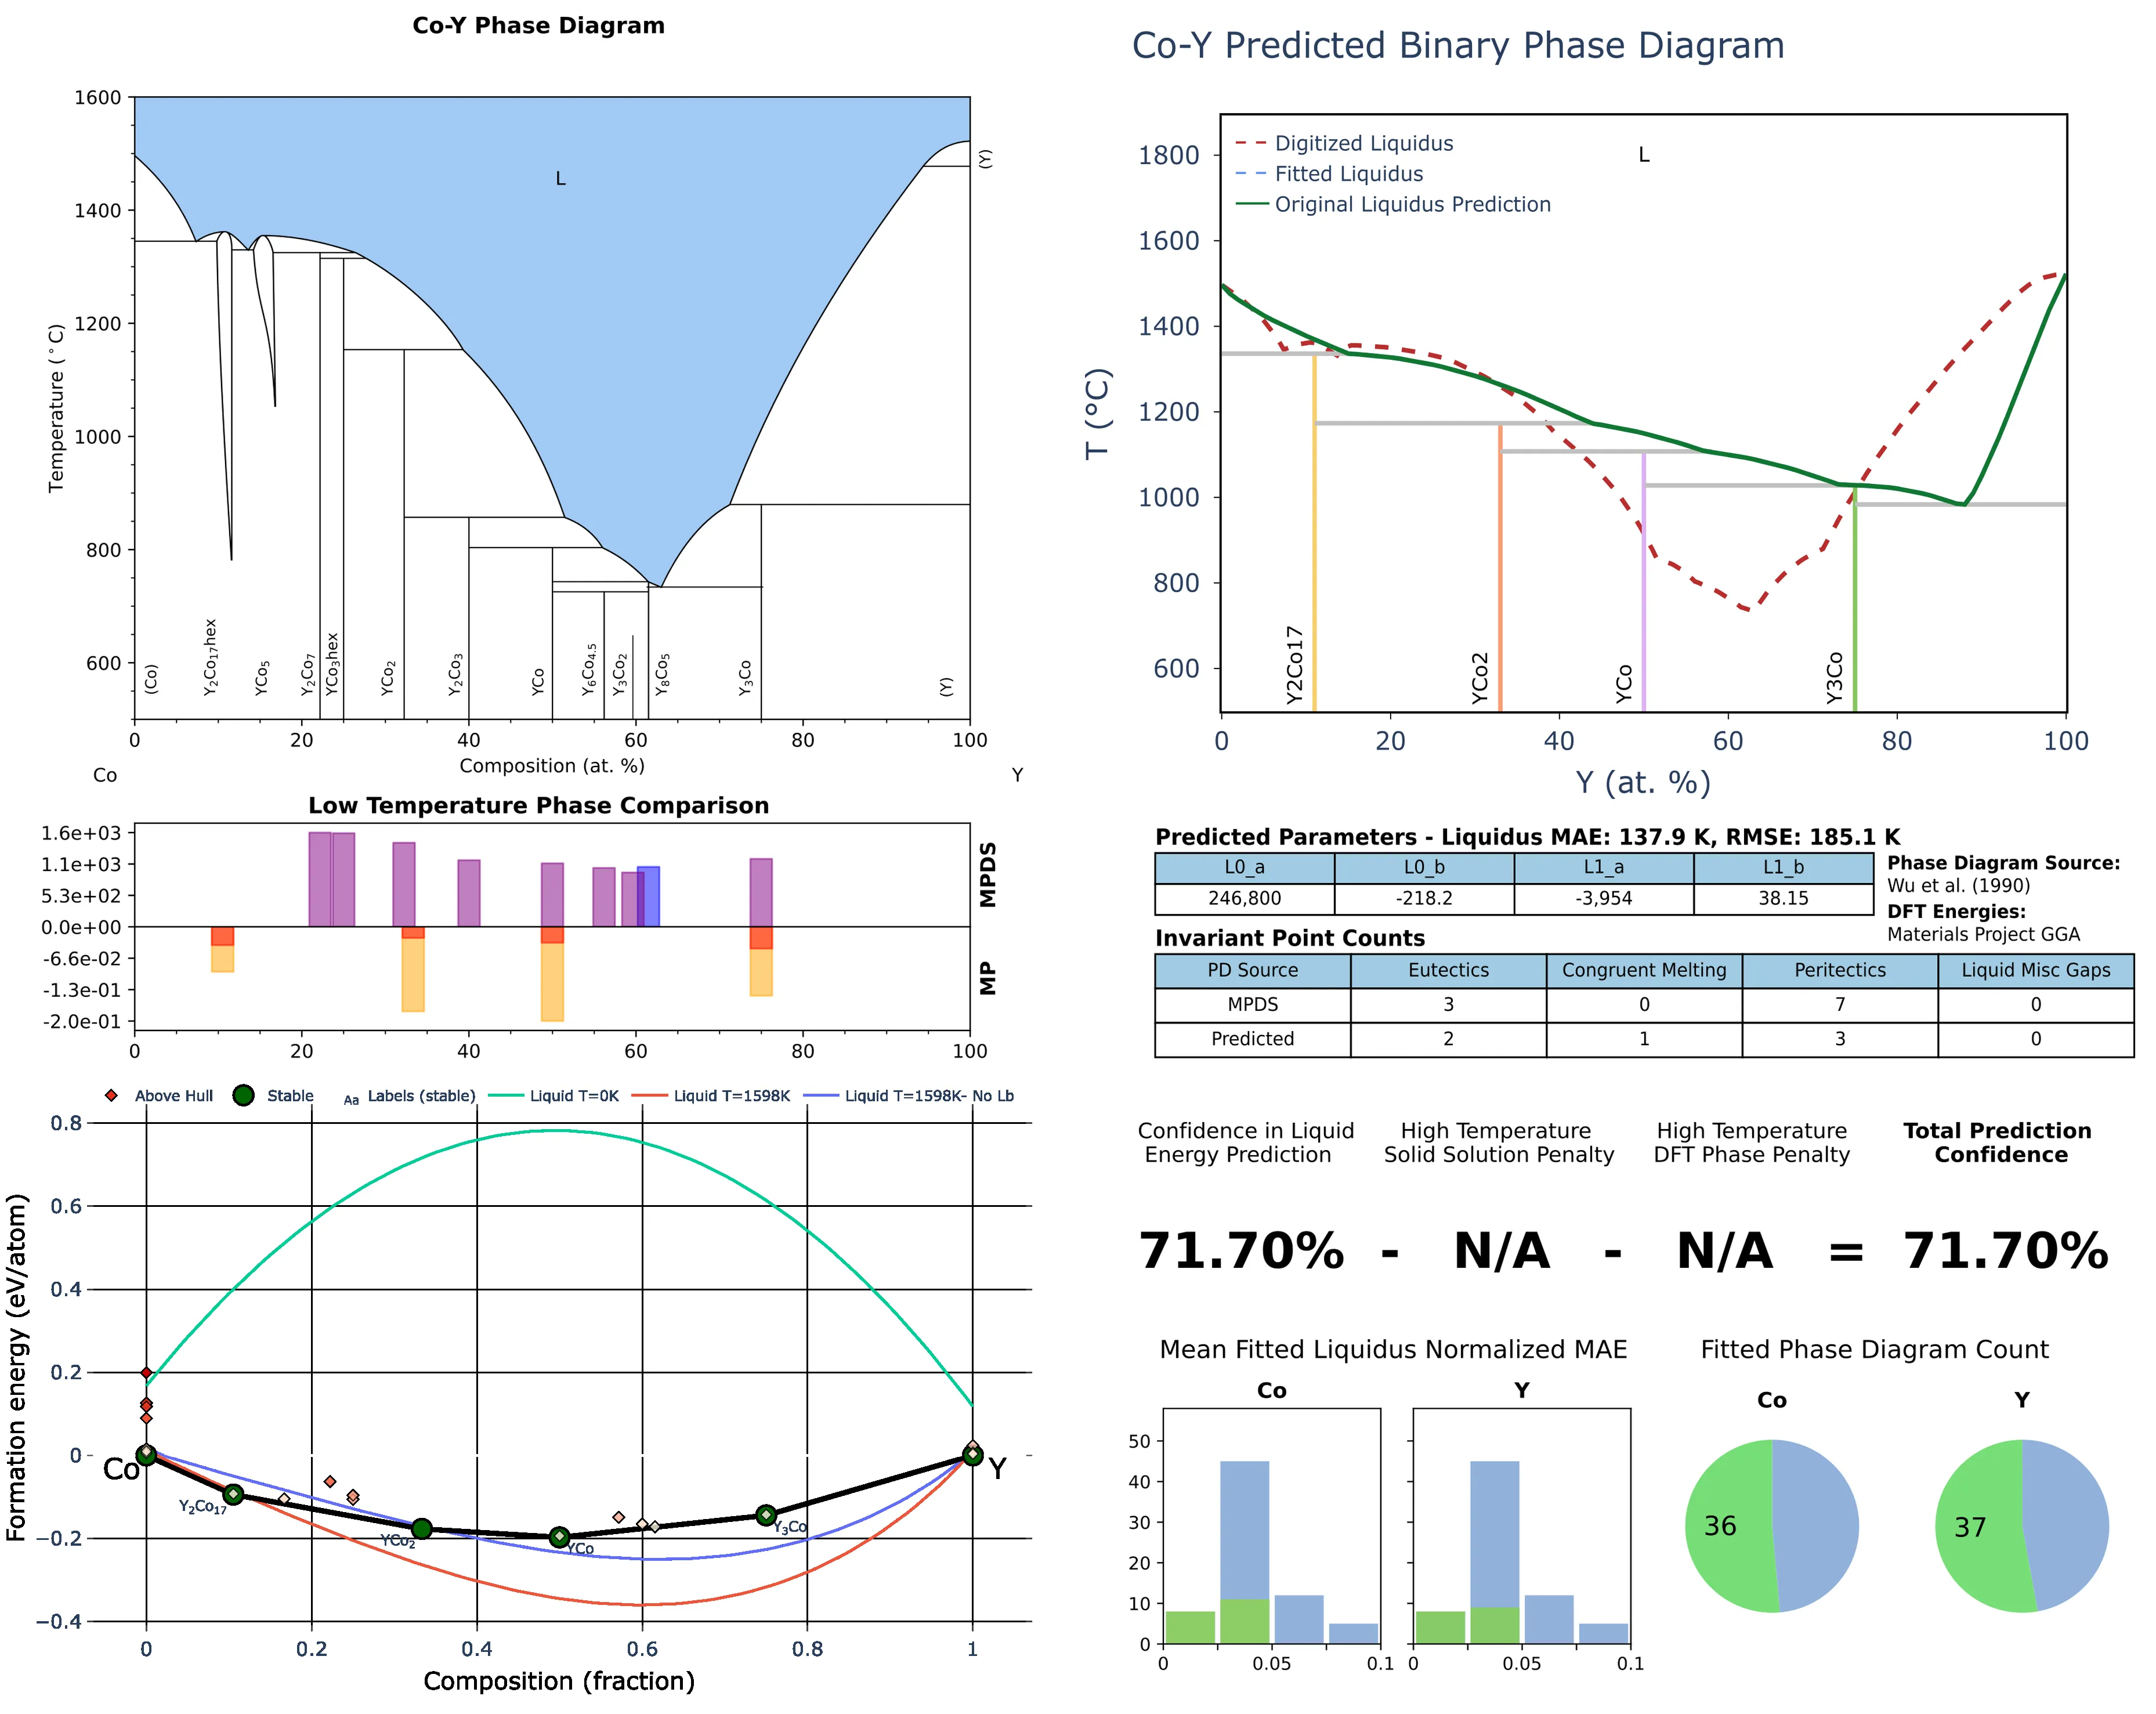 Co-Y Phase Diagram
1600
1400
1200
1000
800
600
Temperature (°C)
L
(Y)
(Co)
Y₂Co₁₇hex
YCo₅
Y₂Co₇
YCo₃hex
YCo₂
Y₂Co₃
YCo
Y₆Co₄.₅
Y₃Co₂
Y₈Co₅
Y₃Co
(Y)
0 20 40 60 80 100
Composition (at. %)
Co Y
Low Temperature Phase Comparison
1.6e+03
1.1e+03
5.3e+02
0.0e+00
-6.6e-02
-1.3e-01
-2.0e-01
MPDS
MP
0 20 40 60 80 100
Above Hull Stable Aa Labels (stable) Liquid T=0K Liquid T=1598K Liquid T=1598K- No Lb
0.8
0.6
0.4
0.2
0
−0.2
−0.4
Formation energy (eV/atom)
Co
Y₂Co₁₇
YCo₂
YCo
Y₃Co
Y
0 0.2 0.4 0.6 0.8 1
Composition (fraction)
Co-Y Predicted Binary Phase Diagram
Digitized Liquidus
Fitted Liquidus
Original Liquidus Prediction
L
1800
1600
1400
1200
1000
800
600
T (°C)
Y2Co17
YCo2
YCo
Y3Co
0 20 40 60 80 100
Y (at. %)
Predicted Parameters - Liquidus MAE: 137.9 K, RMSE: 185.1 K
L0_a L0_b L1_a L1_b
246,800 -218.2 -3,954 38.15
Phase Diagram Source:
Wu et al. (1990)
DFT Energies:
Materials Project GGA
Invariant Point Counts
PD Source Eutectics Congruent Melting Peritectics Liquid Misc Gaps
MPDS 3 0 7 0
Predicted 2 1 3 0
Confidence in Liquid
Energy Prediction
High Temperature
Solid Solution Penalty
High Temperature
DFT Phase Penalty
Total Prediction
Confidence
71.70% - N/A - N/A = 71.70%
Mean Fitted Liquidus Normalized MAE
Co Y
50
40
30
20
10
0
0 0.05 0.1
0 0.05 0.1
Fitted Phase Diagram Count
Co Y
36 37